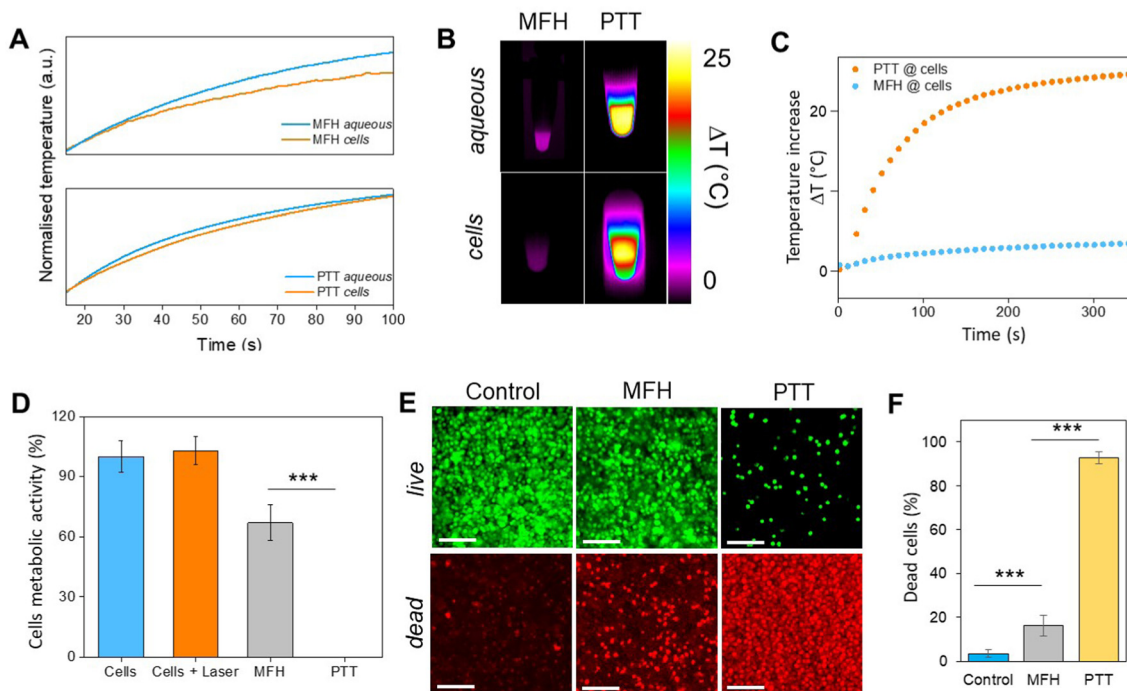 A
Normalised temperature (a.u.)
MFH aqueous
MFH cells
PTT aqueous
PTT cells
20 30 40 50 60 70 80 90 100
Time (s)
B
MFH PTT
aqueous
cells
25
0
ΔT (°C)
C
PTT @ cells
MFH @ cells
Temperature increase
ΔT (°C)
20
0
0 100 200 300
Time (s)
D
Cells metabolic activity (%)
120
90
60
30
0
***
Cells Cells + Laser MFH PTT
E
Control MFH PTT
live
dead
F
Dead cells (%)
100
80
60
40
20
0
***
***
Control MFH PTT